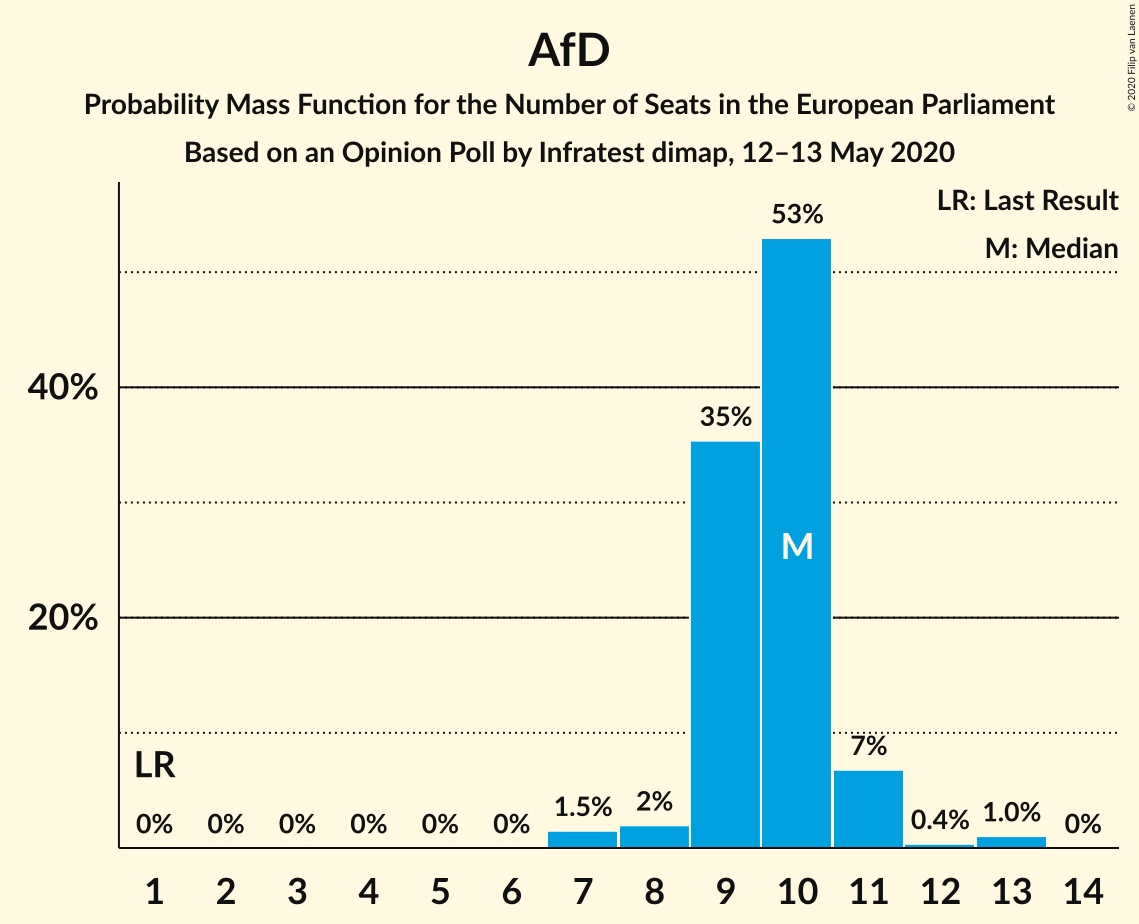 AfD
Probability Mass Function for the Number of Seats in the European Parliament
Based on an Opinion Poll by Infratest dimap, 12–13 May 2020
© 2020 Filip van Laenen
LR: Last Result
M: Median
53%
40%
35%
M
20%
LR
7%
0% 0% 0% 0% 0% 0% 1.5% 2% 0.4% 1.0% 0%
1 2 3 4 5 6 7 8 9 10 11 12 13 14